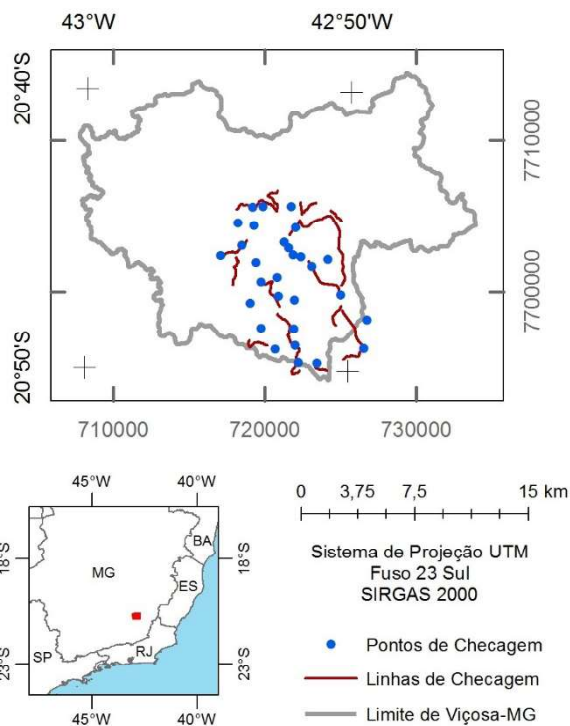 43°W 42°50'W
20°40'S
7710000
7700000
20°50'S
710000 720000 730000
45°W 40°W
18°S BA 18°S
MG
ES
SP RJ
23°S 23°S
45°W 40°W
0 3,75 7,5 15 km
Sistema de Projeção UTM
Fuso 23 Sul
SIRGAS 2000
Pontos de Checagem
Linhas de Checagem
Limite de Viçosa-MG